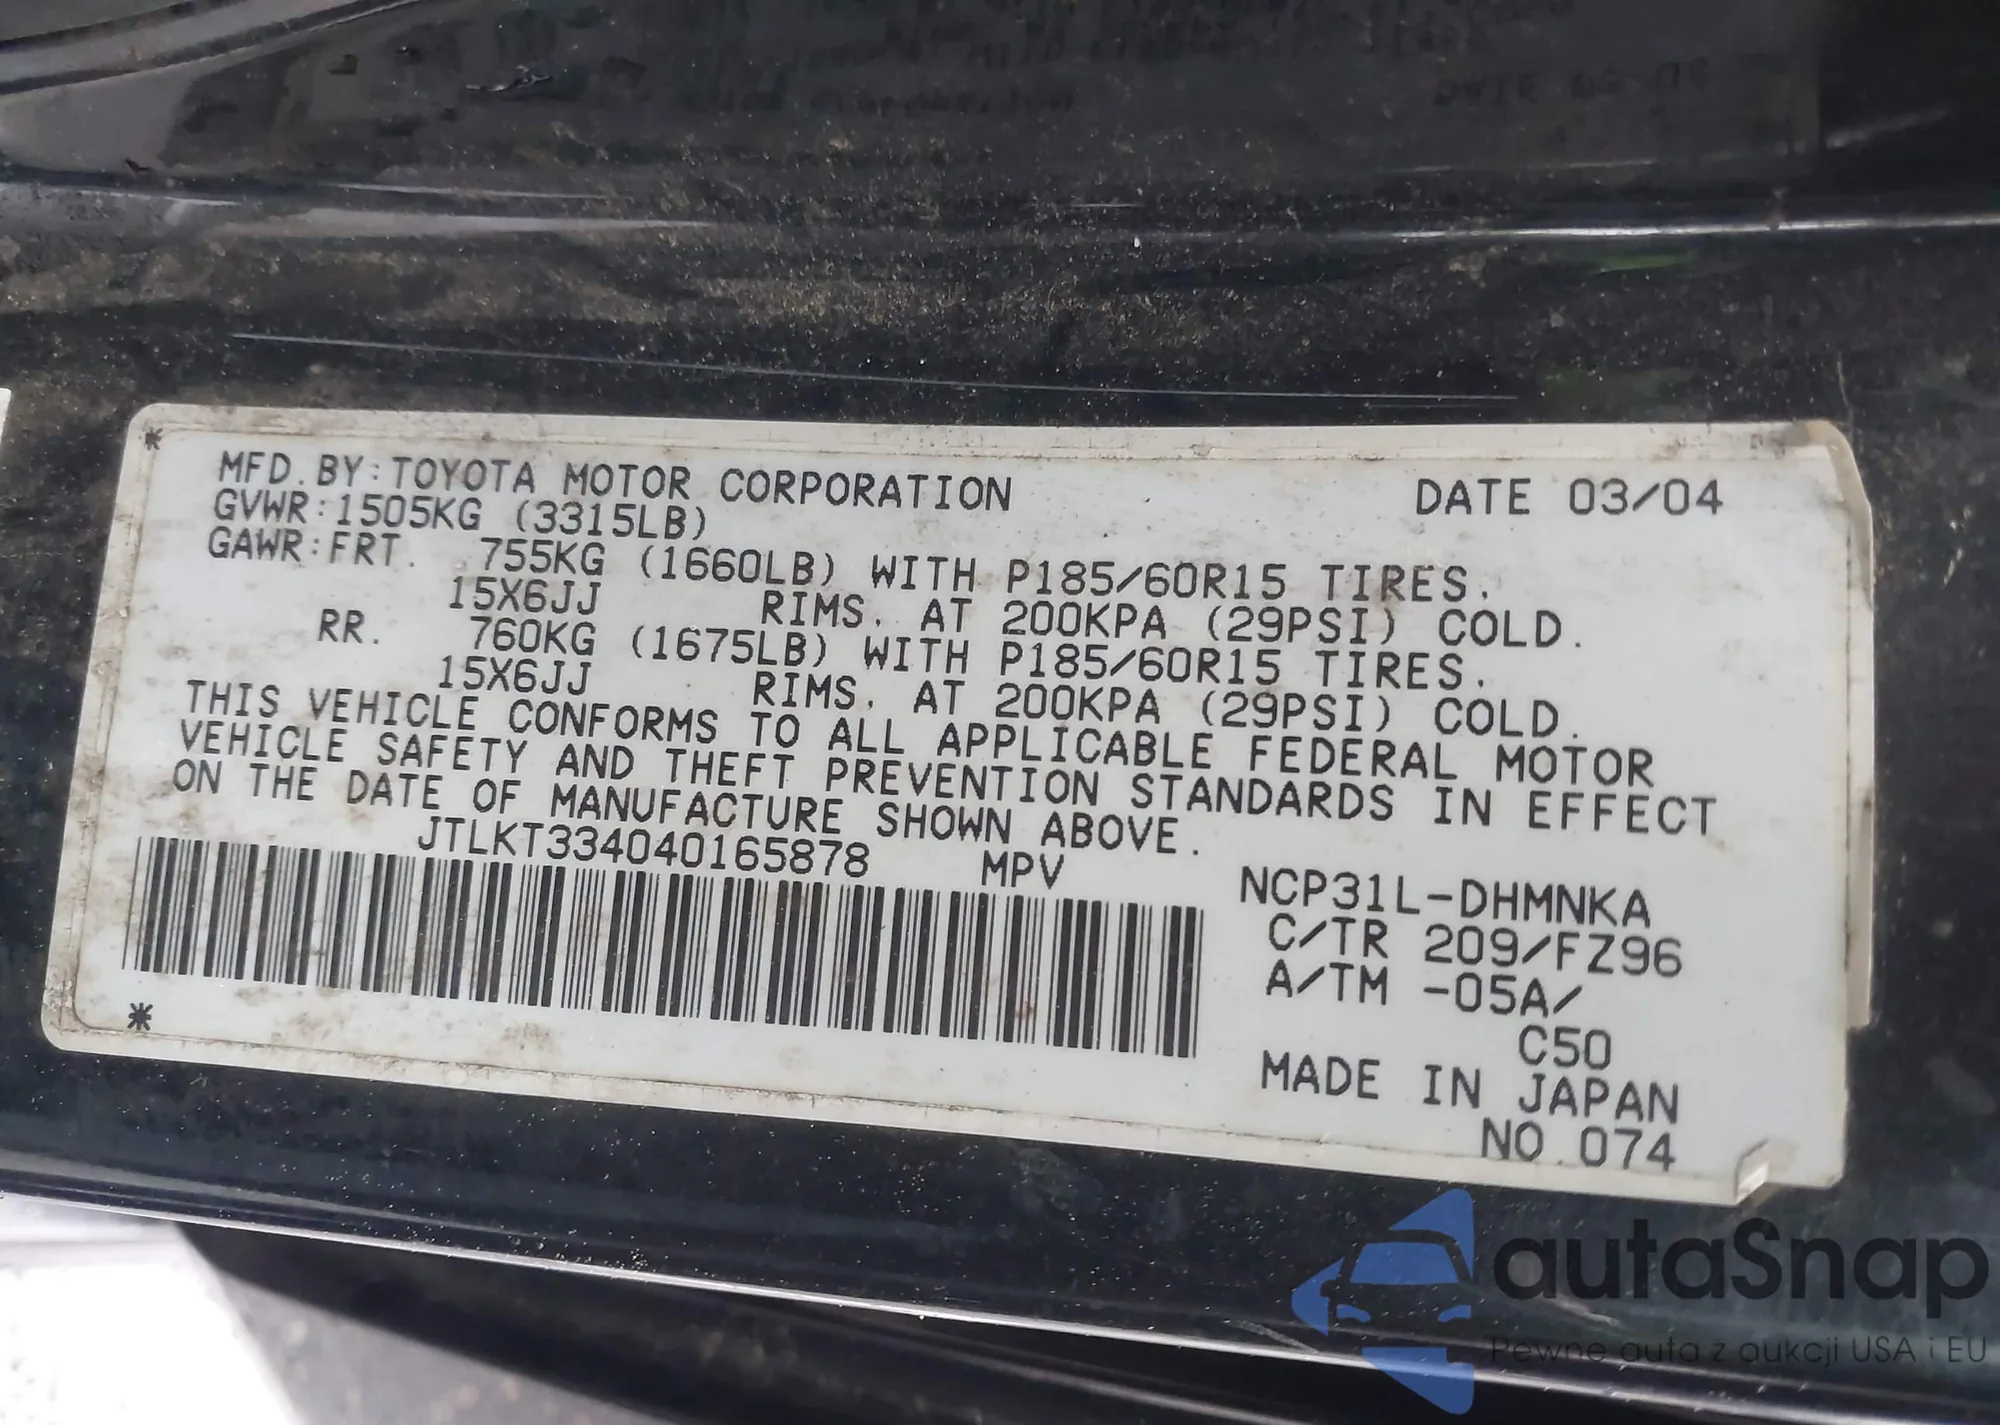 MFD. BY: TOYOTA MOTOR CORPORATION DATE 03/04
GVWR: 1505KG (3315LB)
GAWR: FRT. 755KG (1660LB) WITH P185/60R15 TIRES.
15X6JJ RIMS. AT 200KPA (29PSI) COLD.
RR. 760KG (1675LB) WITH P185/60R15 TIRES.
15X6JJ RIMS. AT 200KPA (29PSI) COLD.
THIS VEHICLE CONFORMS TO ALL APPLICABLE FEDERAL MOTOR
VEHICLE SAFETY AND THEFT PREVENTION STANDARDS IN EFFECT
ON THE DATE OF MANUFACTURE SHOWN ABOVE.
JTLKT334040165878 MPV
NCP31L-DHMNKA
C/TR 209/FZ96
A/TM -05A/
C50
MADE IN JAPAN
NO.074
autaSnap
Pewne auta z aukcji USA i EU